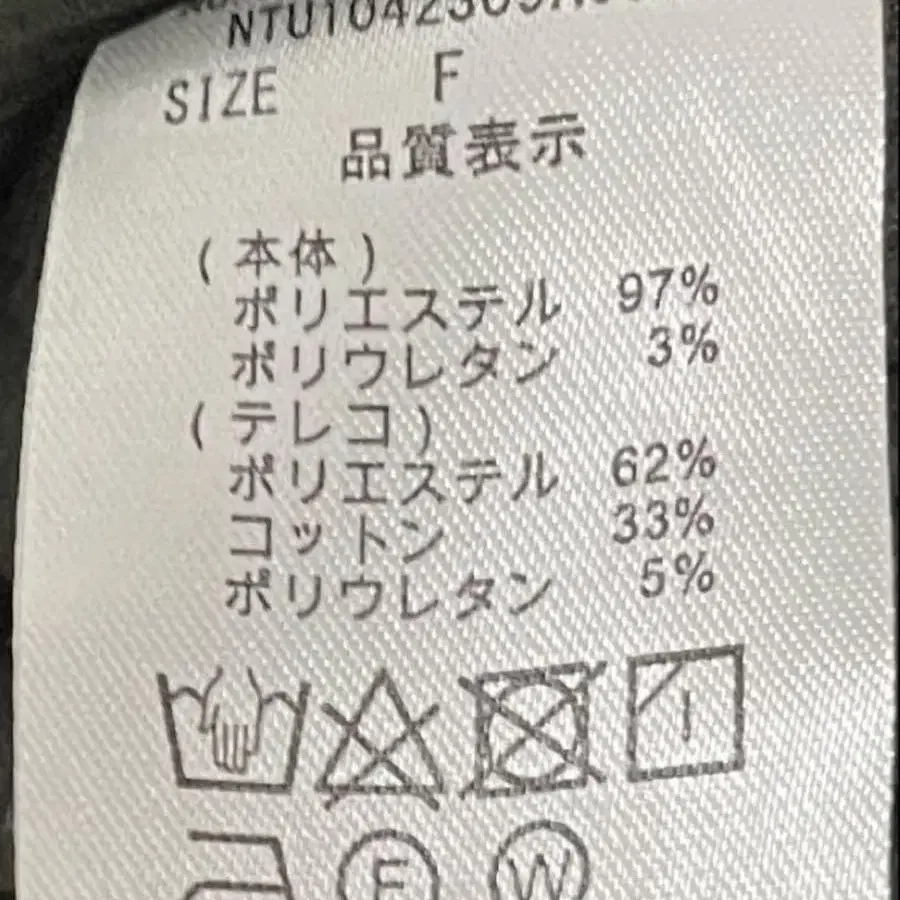 SIZE F
品質表示
(本体)
ポリエステル 97%
ポリウレタン 3%
(テレコ)
ポリエステル 62%
コットン 33%
ポリウレタン 5%
F W